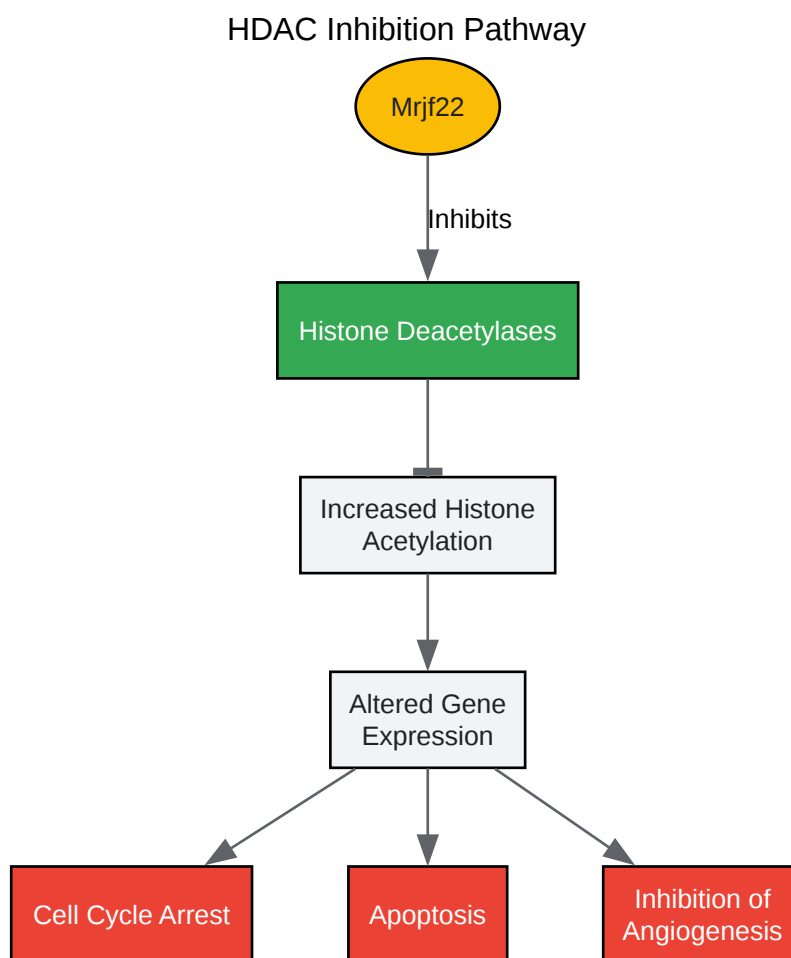 HDAC Inhibition Pathway
Mrjf22
Inhibits
Histone Deacetylases
Increased Histone
Acetylation
Altered Gene
Expression
Cell Cycle Arrest
Apoptosis
Inhibition of
Angiogenesis